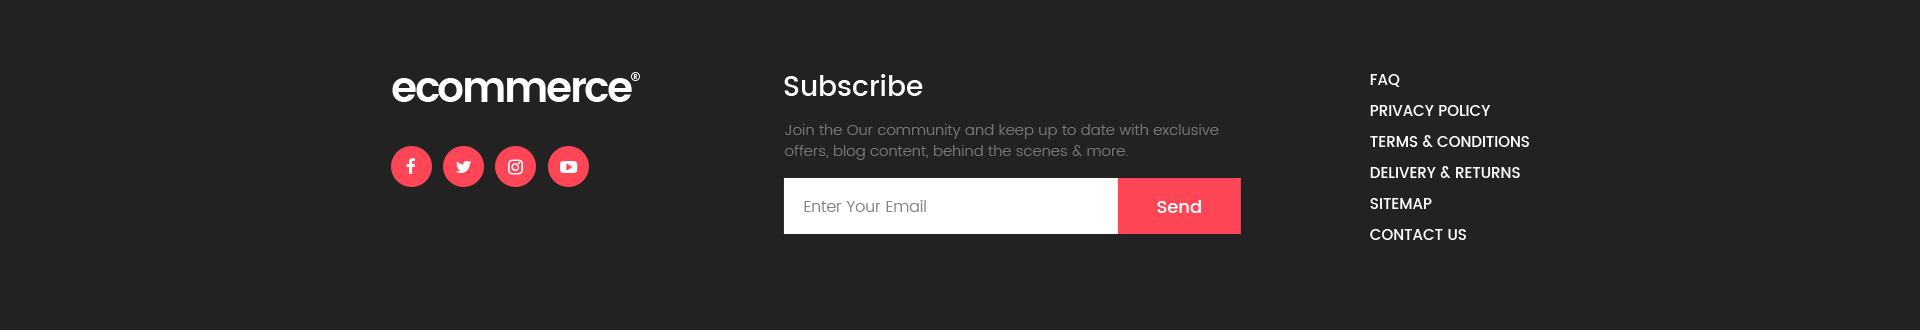 ecommerce®
Subscribe
Join the Our community and keep up to date with exclusive
offers, blog content, behind the scenes & more.
Enter Your Email
Send
FAQ
PRIVACY POLICY
TERMS & CONDITIONS
DELIVERY & RETURNS
SITEMAP
CONTACT US